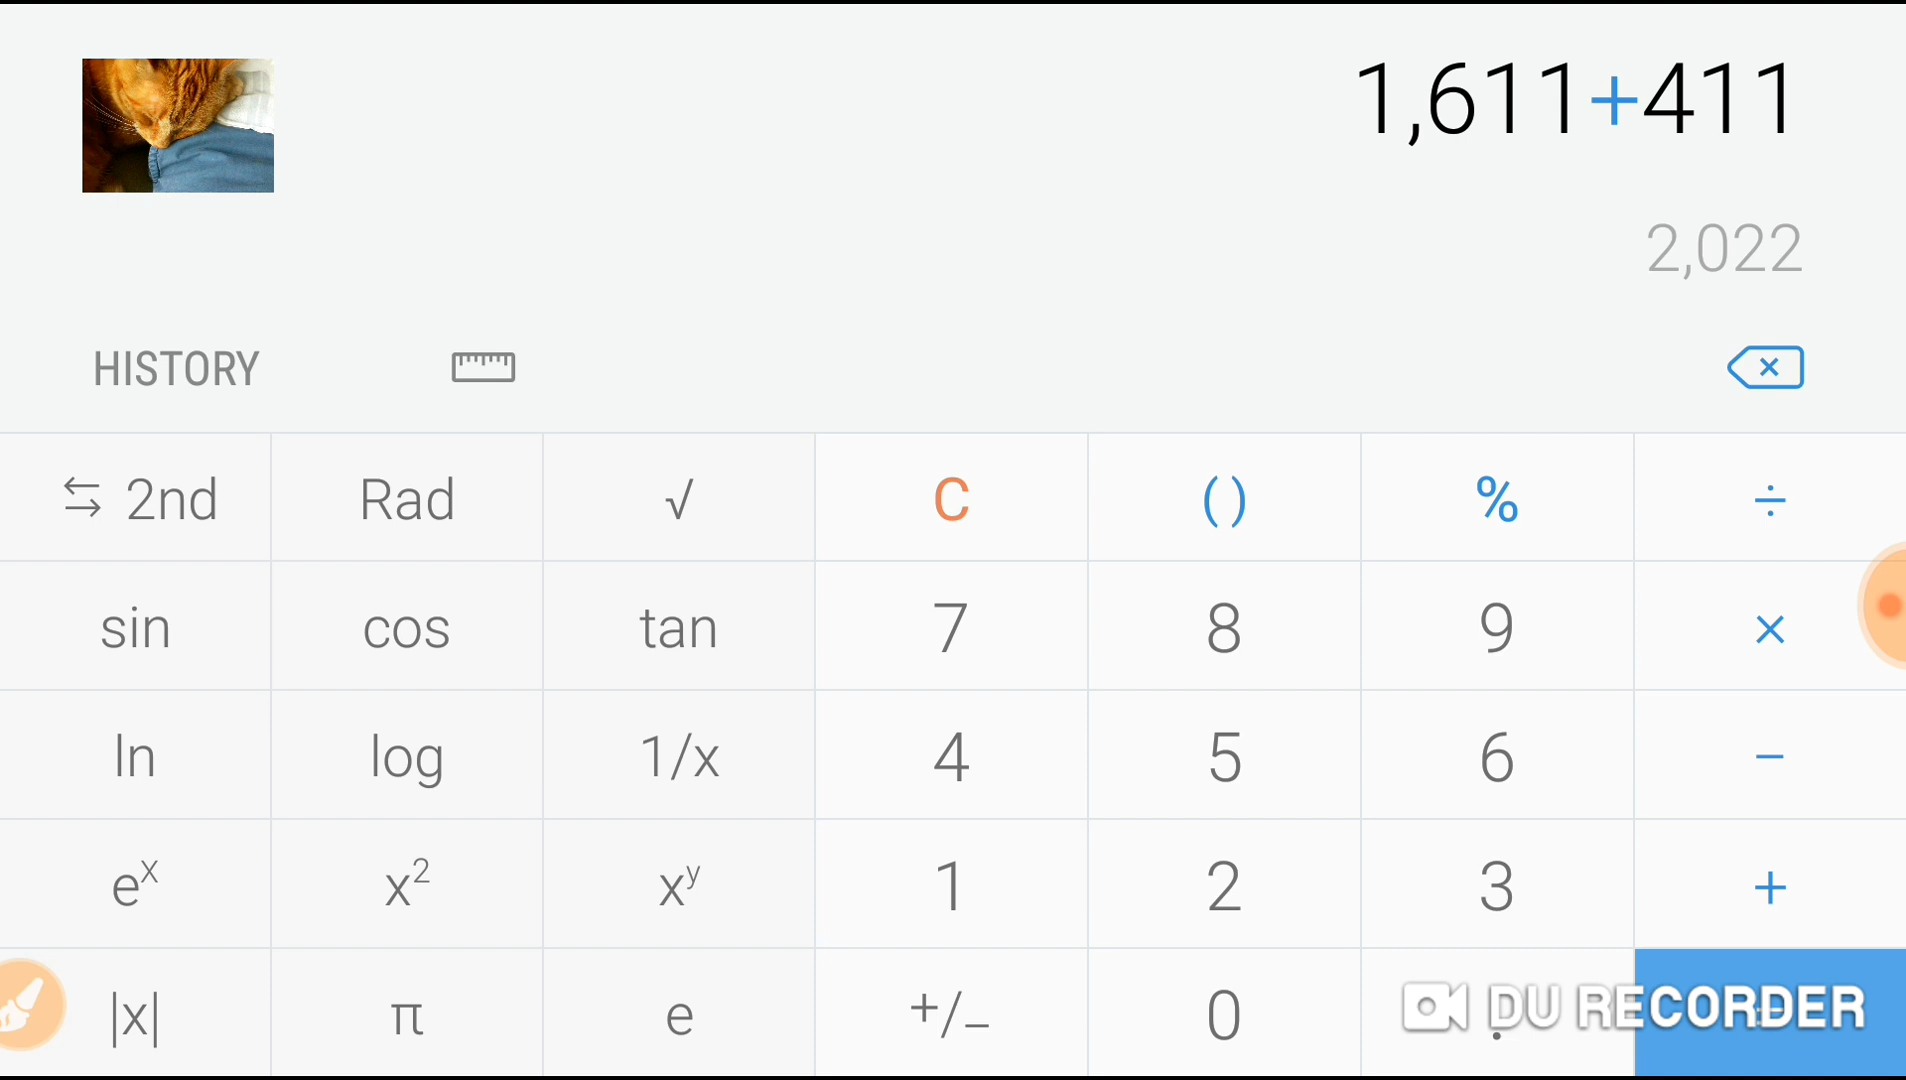 1,611+411
2,022
HISTORY
2nd Rad √ C ( ) % ÷
sin cos tan 7 8 9 ×
ln log 1/x 4 5 6 −
eˣ x² xʸ 1 2 3 +
|x| π e +/− 0 . =
DU RECORDER